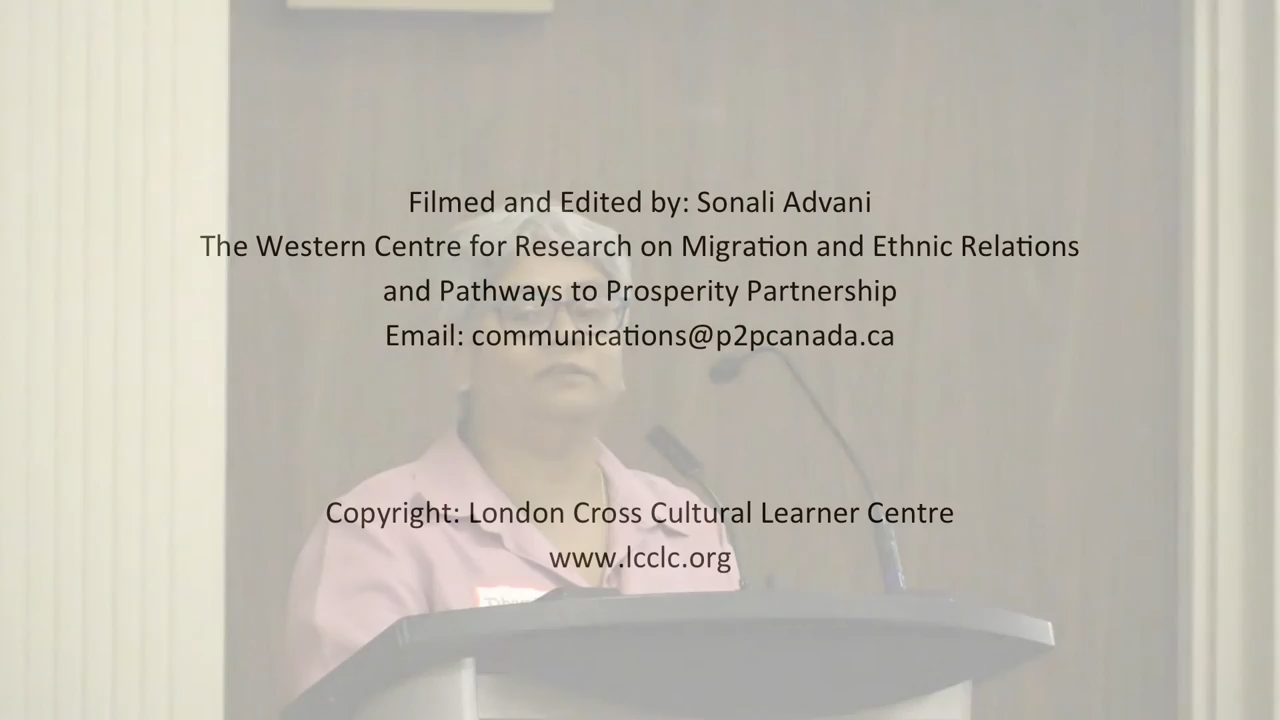 Filmed and Edited by: Sonali Advani
The Western Centre for Research on Migration and Ethnic Relations
and Pathways to Prosperity Partnership
Email: communications@p2pcanada.ca
Copyright: London Cross Cultural Learner Centre
www.lcclc.org